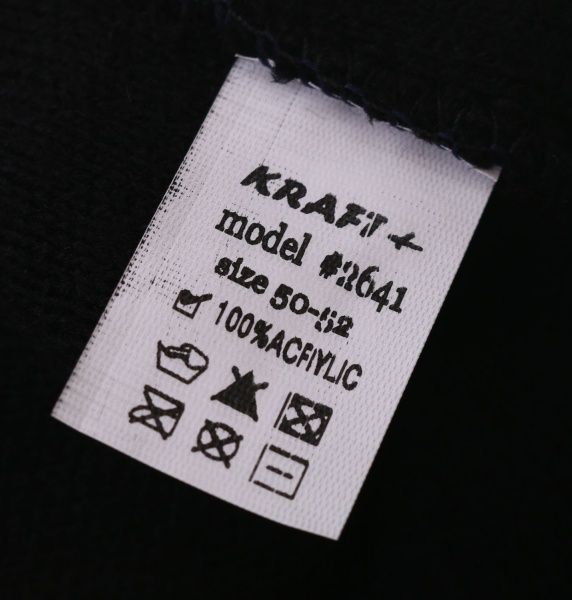 KRAFT+
model #2641
size 50-52
100%ACRYLIC